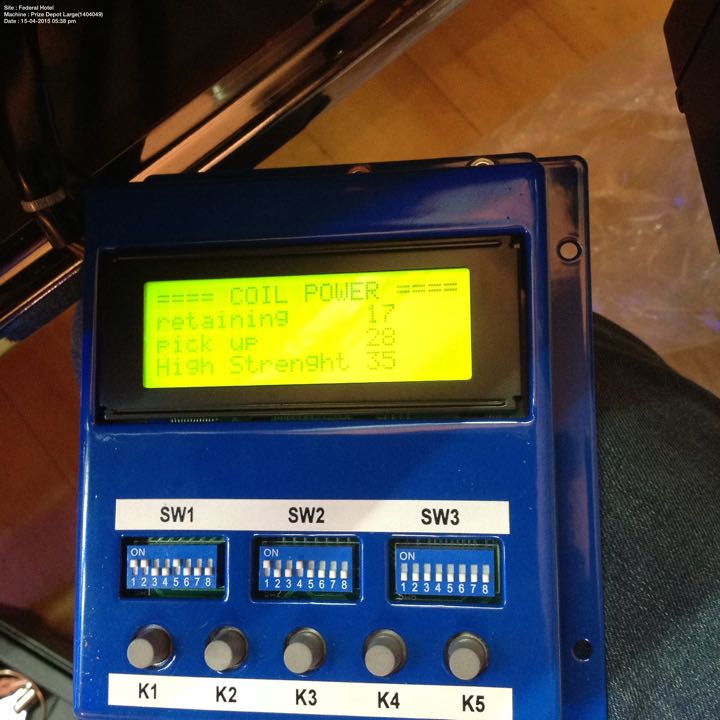 Site : Federal Hotel
Machine : Prize Depot Large(1404049)
Date : 15-04-2015 05:38 pm
==== COIL POWER ====
retaining 17
pick up 28
High Strenght 35
SW1 SW2 SW3
ON ON ON
1 2 3 4 5 6 7 8 1 2 3 4 5 6 7 8 1 2 3 4 5 6 7 8
K1 K2 K3 K4 K5